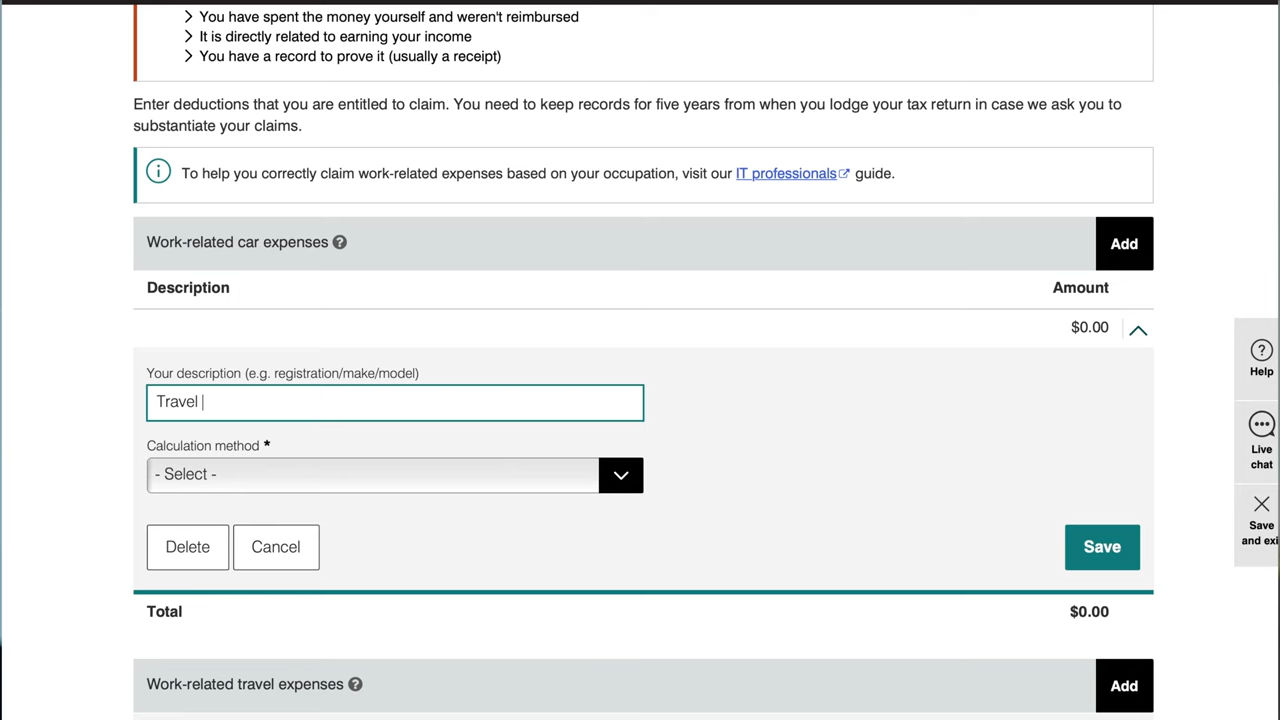 You have spent the money yourself and weren't reimbursed
It is directly related to earning your income
You have a record to prove it (usually a receipt)
Enter deductions that you are entitled to claim. You need to keep records for five years from when you lodge your tax return in case we ask you to
substantiate your claims.
To help you correctly claim work-related expenses based on your occupation, visit our IT professionals guide.
Work-related car expenses
Add
Description Amount
$0.00
Your description (e.g. registration/make/model)
Travel
Calculation method *
- Select -
Delete Cancel Save
Total $0.00
Work-related travel expenses
Add
Help
Live
chat
Save
and exi